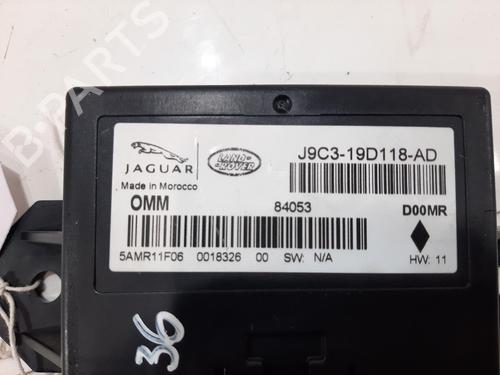 B-PARTS
JAGUAR
LAND-
ROVER
J9C3-19D118-AD
Made in Morocco
OMM
84053
D00MR
5AMR11F06 0018326 00 SW: N/A
HW: 11
36